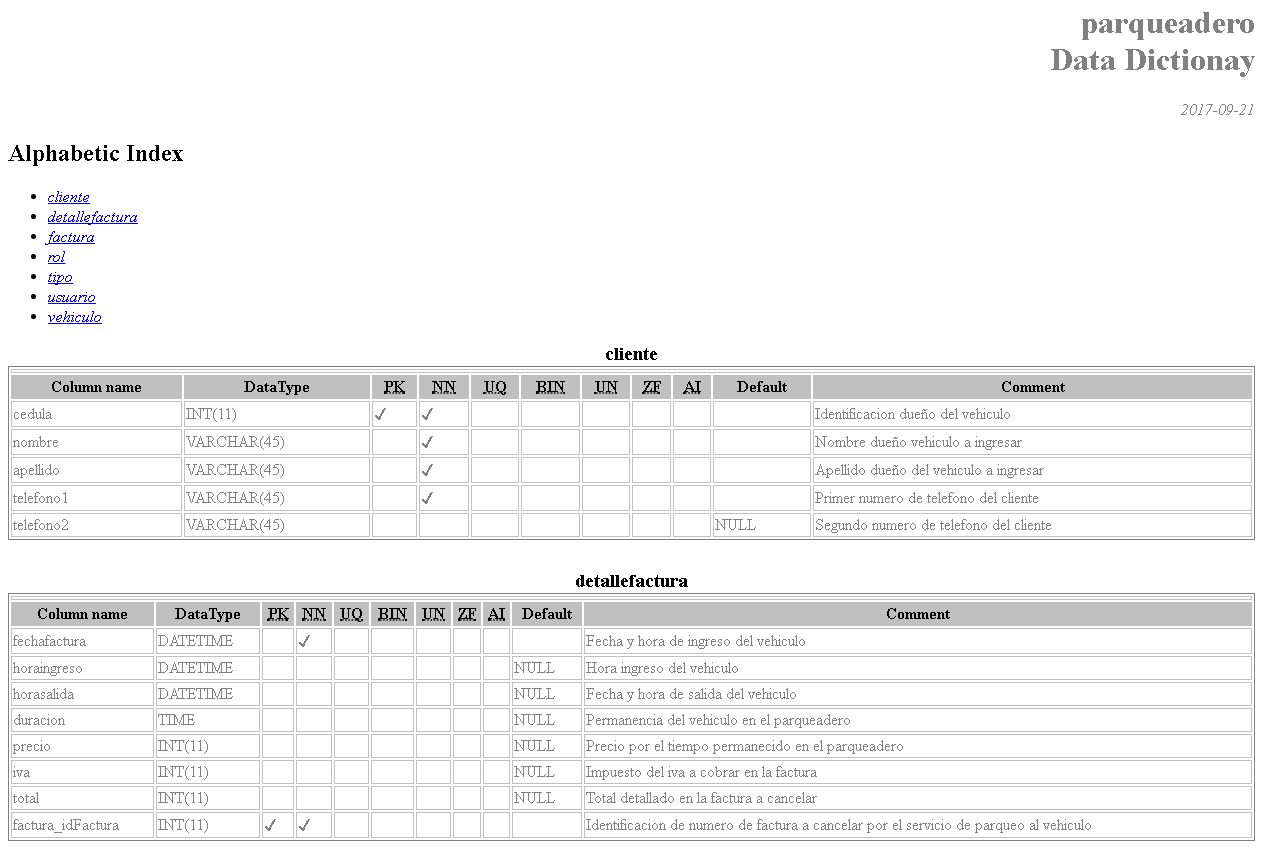 parqueadero
Data Dictionay
2017-09-21
Alphabetic Index
• cliente
• detallefactura
• factura
• rol
• tipo
• usuario
• vehiculo
cliente
Column name DataType PK NN UQ BIN UN ZF AI Default Comment
cedula INT(11) ✓ ✓ Identificacion dueño del vehiculo
nombre VARCHAR(45) ✓ Nombre dueño vehiculo a ingresar
apellido VARCHAR(45) ✓ Apellido dueño del vehiculo a ingresar
telefono1 VARCHAR(45) ✓ Primer numero de telefono del cliente
telefono2 VARCHAR(45) NULL Segundo numero de telefono del cliente
detallefactura
Column name DataType PK NN UQ BIN UN ZF AI Default Comment
fechafactura DATETIME ✓ Fecha y hora de ingreso del vehiculo
horaingreso DATETIME NULL Hora ingreso del vehiculo
horasalida DATETIME NULL Fecha y hora de salida del vehiculo
duracion TIME NULL Permanencia del vehiculo en el parqueadero
precio INT(11) NULL Precio por el tiempo permanecido en el parqueadero
iva INT(11) NULL Impuesto del iva a cobrar en la factura
total INT(11) NULL Total detallado en la factura a cancelar
factura_idFactura INT(11) ✓ ✓ Identificacion de numero de factura a cancelar por el servicio de parqueo al vehiculo